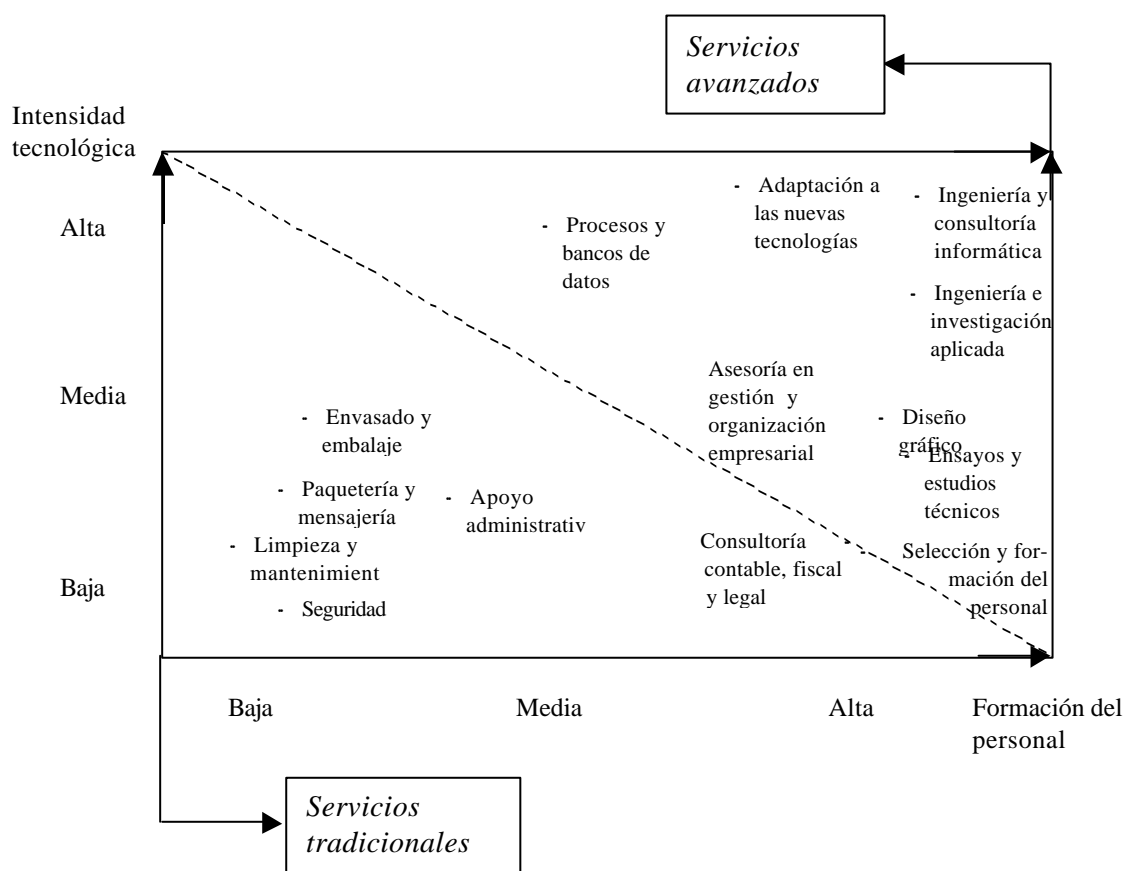 Servicios
avanzados
Intensidad
tecnológica
Alta
- Procesos y
bancos de
datos
- Adaptación a
las nuevas
tecnologías
- Ingeniería y
consultoría
informática
- Ingeniería e
investigación
aplicada
Media
Asesoría en
gestión y
organización
empresarial
- Diseño
gráfico
- Ensayos y
estudios
técnicos
- Envasado y
embalaje
- Paquetería y
mensajería
- Apoyo
administrativ
- Limpieza y
mantenimient
- Seguridad
Baja
- Consultoría
contable, fiscal
y legal
- Selección y for-
mación del
personal
Baja
Media
Alta
Formación del
personal
Servicios
tradicionales